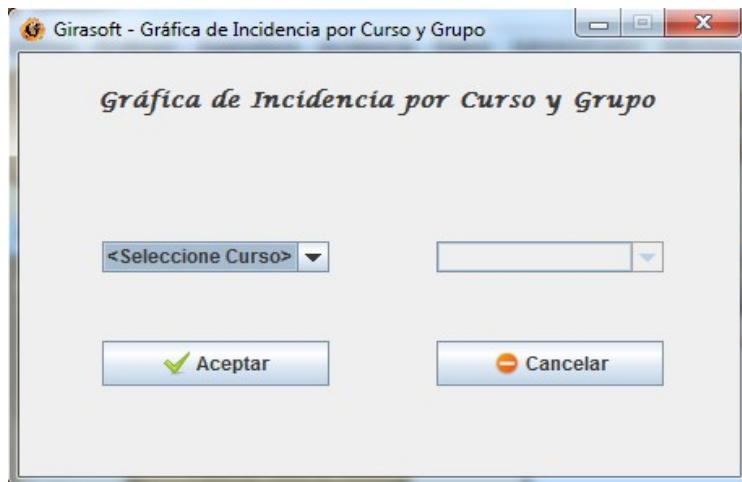 Girasoft - Gráfica de Incidencia por Curso y Grupo
Gráfica de Incidencia por Curso y Grupo
<Seleccione Curso>
Aceptar
Cancelar